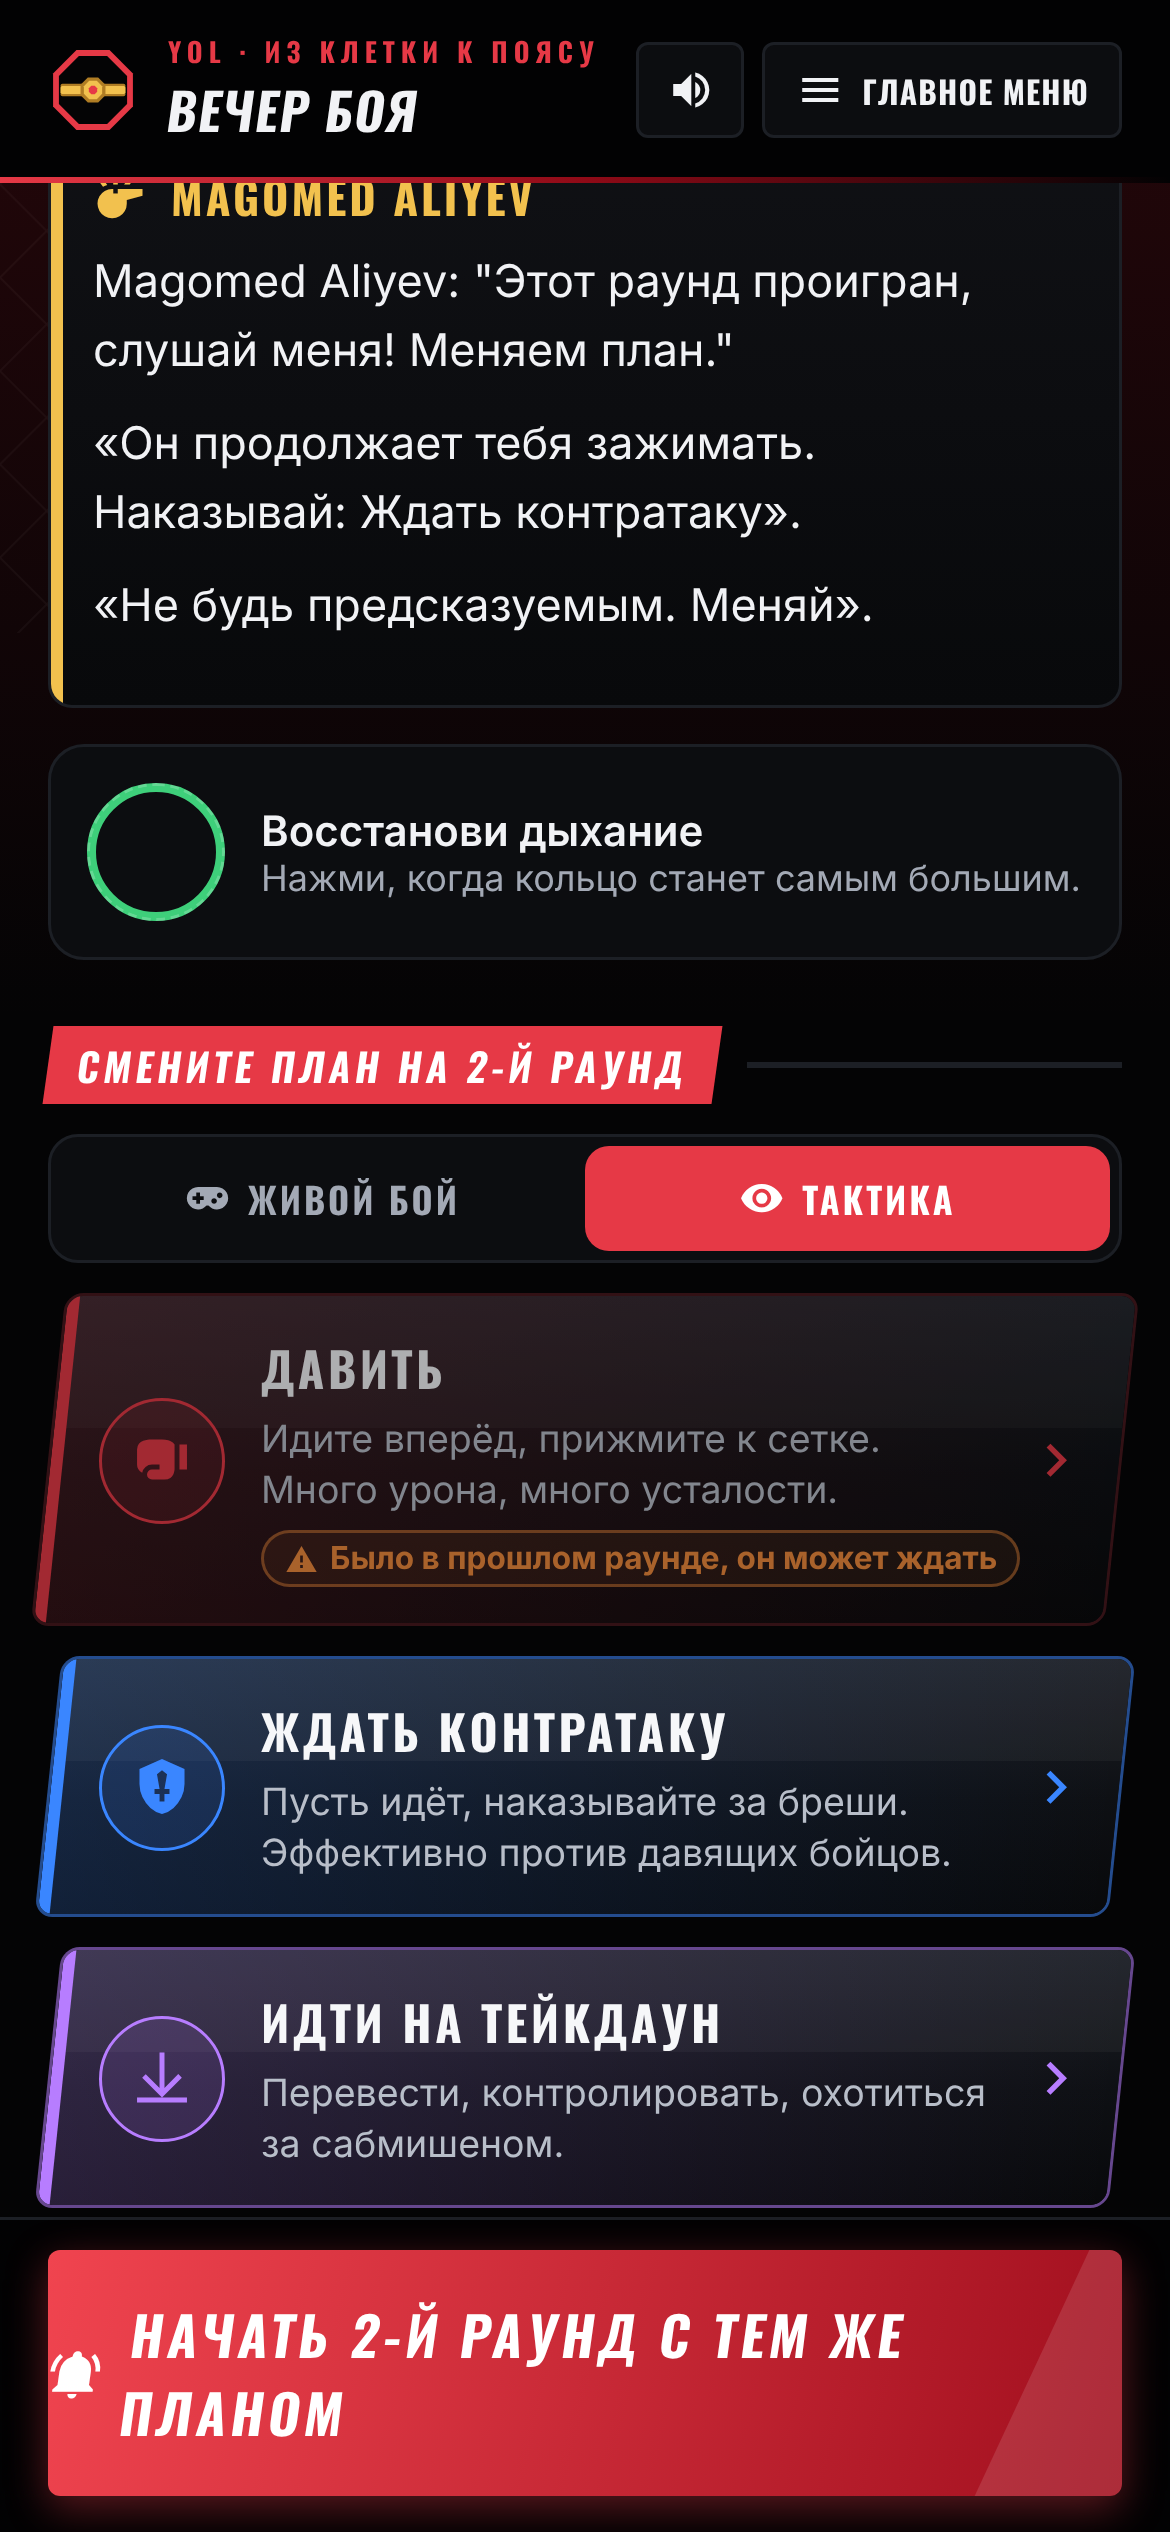 YOL · ИЗ КЛЕТКИ К ПОЯСУ
ВЕЧЕР БОЯ
ГЛАВНОЕ МЕНЮ
MAGOMED ALIYEV
Magomed Aliyev: "Этот раунд проигран,
слушай меня! Меняем план."
«Он продолжает тебя зажимать.
Наказывай: Ждать контратаку».
«Не будь предсказуемым. Меняй».
Восстанови дыхание
Нажми, когда кольцо станет самым большим.
СМЕНИТЕ ПЛАН НА 2-Й РАУНД
ЖИВОЙ БОЙ
ТАКТИКА
ДАВИТЬ
Идите вперёд, прижмите к сетке.
Много урона, много усталости.
Было в прошлом раунде, он может ждать
ЖДАТЬ КОНТРАТАКУ
Пусть идёт, наказывайте за бреши.
Эффективно против давящих бойцов.
ИДТИ НА ТЕЙКДАУН
Перевести, контролировать, охотиться
за сабмишеном.
НАЧАТЬ 2-Й РАУНД С ТЕМ ЖЕ
ПЛАНОМ